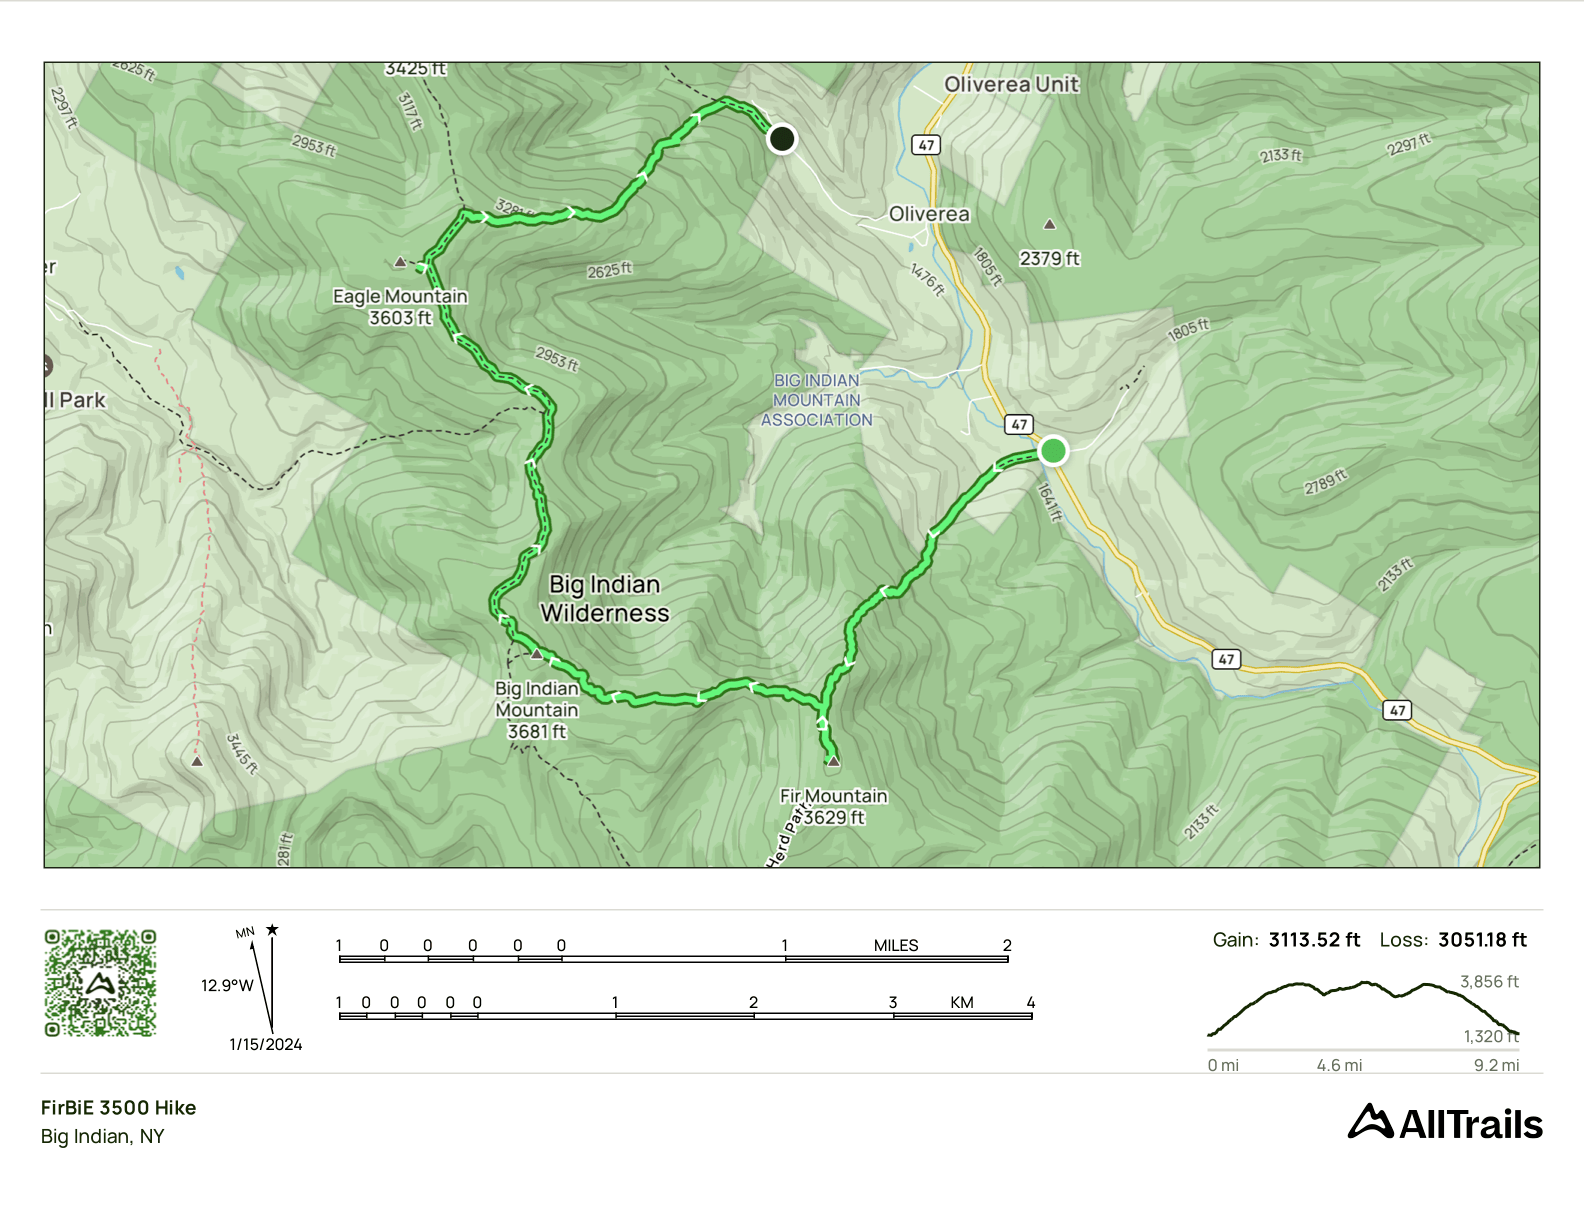 2625 ft
3425 ft
Oliverea Unit
2297 ft
3117 ft
2953 ft
47
2133 ft
2297 ft
3281 ft
Oliverea
2379 ft
1805 ft
1476 ft
2625 ft
er
Eagle Mountain
3603 ft
1805 ft
2953 ft
ll Park
BIG INDIAN
MOUNTAIN
ASSOCIATION
47
1641 ft
2789 ft
Big Indian
Wilderness
2133 ft
n
47
Big Indian
Mountain
3681 ft
47
3445 ft
Fir Mountain
3629 ft
Herd Path
2133 ft
281 ft
MN
12.9°W
1/15/2024
1 0 0 0 0 0 1 MILES 2
1 0 0 0 0 0 1 2 3 KM 4
Gain: 3113.52 ft Loss: 3051.18 ft
3,856 ft
1,320 ft
0 mi 4.6 mi 9.2 mi
FirBiE 3500 Hike
Big Indian, NY
AllTrails